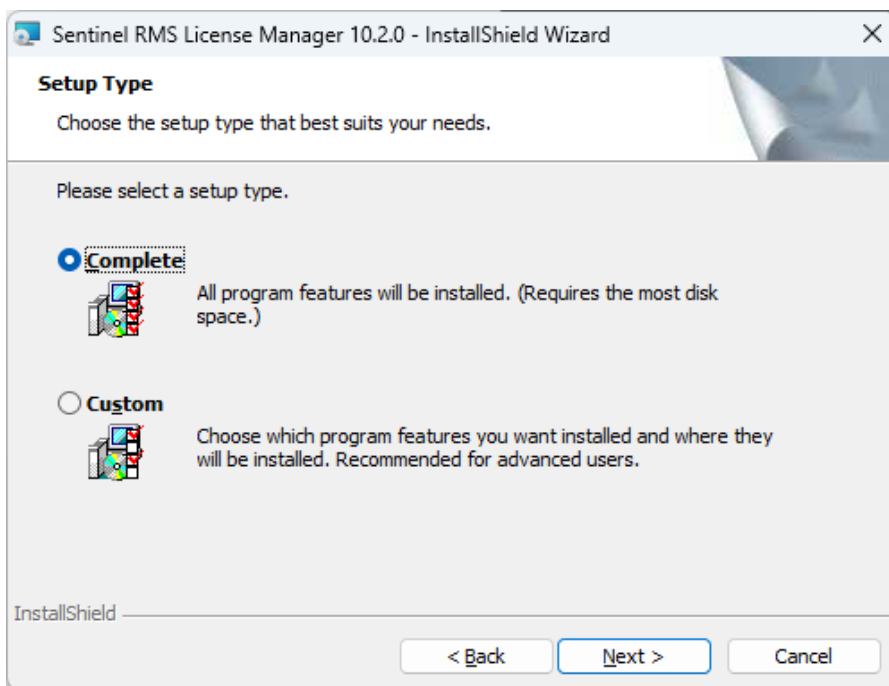 Sentinel RMS License Manager 10.2.0 - InstallShield Wizard
Setup Type
Choose the setup type that best suits your needs.
Please select a setup type.
Complete
All program features will be installed. (Requires the most disk
space.)
Custom
Choose which program features you want installed and where they
will be installed. Recommended for advanced users.
InstallShield
< Back
Next >
Cancel